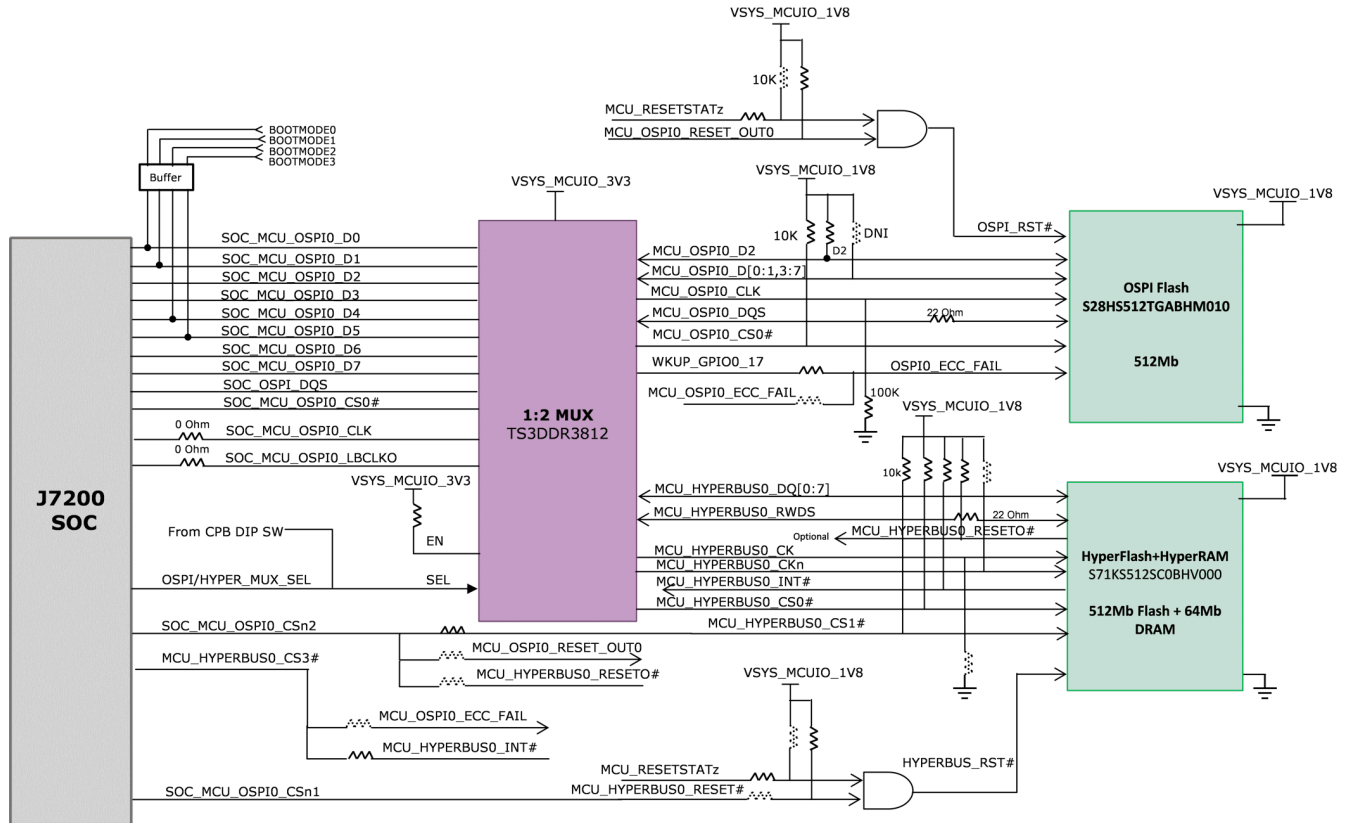 VSYS_MCUIO_1V8
10K
MCU_RESETSTATz
MCU_OSPI0_RESET_OUT0
BOOTMODE0
BOOTMODE1
BOOTMODE2
BOOTMODE3
Buffer
VSYS_MCUIO_3V3
VSYS_MCUIO_1V8
VSYS_MCUIO_1V8
10K
D2
DNI
OSPI_RST#
SOC_MCU_OSPI0_D0
SOC_MCU_OSPI0_D1
SOC_MCU_OSPI0_D2
SOC_MCU_OSPI0_D3
SOC_MCU_OSPI0_D4
SOC_MCU_OSPI0_D5
SOC_MCU_OSPI0_D6
SOC_MCU_OSPI0_D7
SOC_OSPI_DQS
SOC_MCU_OSPI0_CS0#
0 Ohm
SOC_MCU_OSPI0_CLK
0 Ohm
SOC_MCU_OSPI0_LBCLKO
MCU_OSPI0_D2
MCU_OSPI0_D[0:1,3:7]
MCU_OSPI0_CLK
MCU_OSPI0_DQS
22 Ohm
MCU_OSPI0_CS0#
WKUP_GPIO0_17
OSPI0_ECC_FAIL
MCU_OSPI0_ECC_FAIL
100K
OSPI Flash
S28HS512TGABHM010
512Mb
1:2 MUX
TS3DDR3812
J7200
SOC
VSYS_MCUIO_3V3
EN
From CPB DIP SW
OSPI/HYPER_MUX_SEL
SEL
VSYS_MCUIO_1V8
10k
VSYS_MCUIO_1V8
MCU_HYPERBUS0_DQ[0:7]
MCU_HYPERBUS0_RWDS
22 Ohm
Optional
MCU_HYPERBUS0_RESETO#
MCU_HYPERBUS0_CK
MCU_HYPERBUS0_CKn
MCU_HYPERBUS0_INT#
MCU_HYPERBUS0_CS0#
MCU_HYPERBUS0_CS1#
HyperFlash+HyperRAM
S71KS512SC0BHV000
512Mb Flash + 64Mb
DRAM
SOC_MCU_OSPI0_CSn2
MCU_OSPI0_RESET_OUT0
MCU_HYPERBUS0_RESETO#
MCU_HYPERBUS0_CS3#
MCU_OSPI0_ECC_FAIL
MCU_HYPERBUS0_INT#
VSYS_MCUIO_1V8
MCU_RESETSTATz
MCU_HYPERBUS0_RESET#
HYPERBUS_RST#
SOC_MCU_OSPI0_CSn1